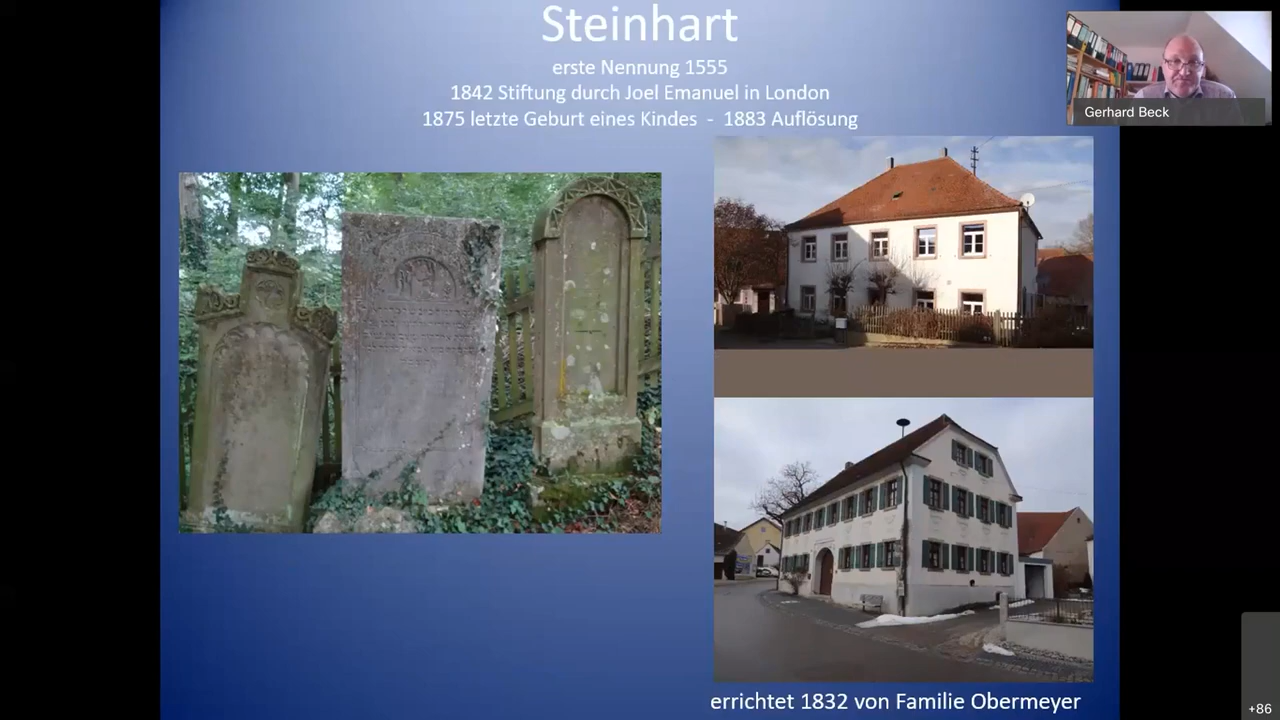 Steinhart
erste Nennung 1555
1842 Stiftung durch Joel Emanuel in London
1875 letzte Geburt eines Kindes - 1883 Auflösung
Gerhard Beck
errichtet 1832 von Familie Obermeyer
+86